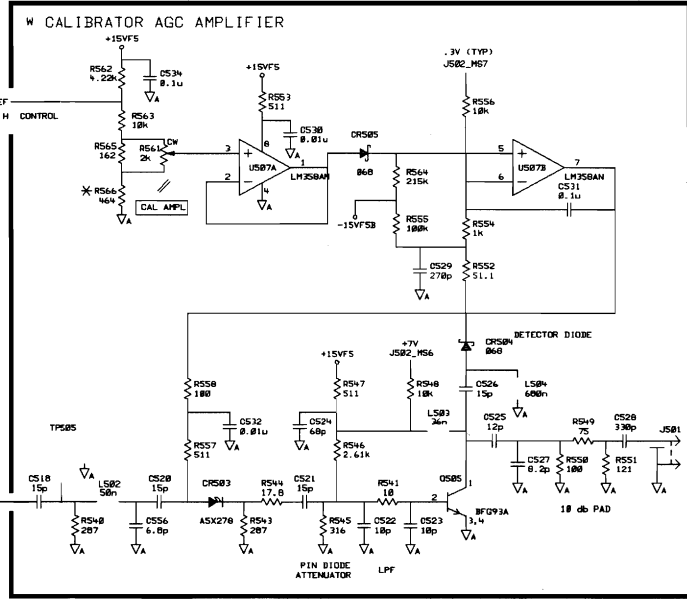 W CALIBRATOR AGC AMPLIFIER
+15VF5
R562
4.22k
C534
0.1u
A
EF
H CONTROL
R563
10k
R565
162
R561
2k
CW
* R566
464
A
CAL AMPL
+15VF5
R553
511
C530
0.01u
A
3
2
8
1
4
U507A
LM358AN
A
CR505
068
.3V (TYP)
J502_MS7
R556
10k
R564
215k
-15VF5B
R555
100k
C529
270p
A
R554
1k
R552
51.1
5
6
7
U507B
LM358AN
C531
0.1u
DETECTOR DIODE
CR504
068
+15VF5
R547
511
+7V
J502_MS6
R548
10k
C526
15p
L504
680n
A
R558
100
C532
0.01u
A
C524
68p
A
L503
36n
C525
12p
R549
75
C528
330p
J501
TP505
A
R557
511
R546
2.61k
C527
8.2p
A
R550
100
A
R551
121
A
A
C518
15p
L502
50n
C520
15p
CR503
R544
17.8
C521
15p
R541
10
Q505
1
2
3,4
BFG93A
A
10 db PAD
R540
287
A
C556
6.8p
A
A5X278
R543
287
A
R545
316
A
C522
10p
A
C523
10p
A
PIN DIODE
ATTENUATOR
LPF